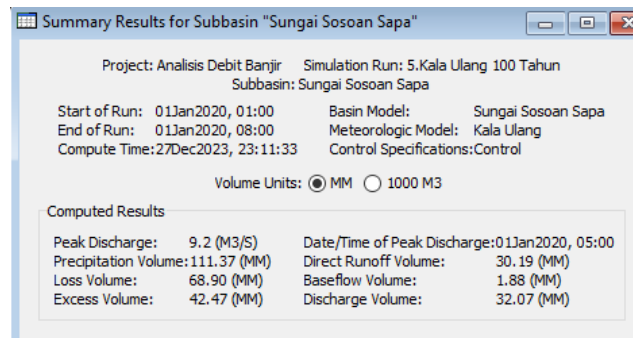 Summary Results for Subbasin "Sungai Sosoan Sapa"
Project: Analisis Debit Banjir Simulation Run: 5.Kala Ulang 100 Tahun
Subbasin: Sungai Sosoan Sapa
Start of Run: 01Jan2020, 01:00 Basin Model: Sungai Sosoan Sapa
End of Run: 01Jan2020, 08:00 Meteorologic Model: Kala Ulang
Compute Time:27Dec2023, 23:11:33 Control Specifications:Control
Volume Units: MM 1000 M3
Computed Results
Peak Discharge: 9.2 (M3/S) Date/Time of Peak Discharge:01Jan2020, 05:00
Precipitation Volume:111.37 (MM) Direct Runoff Volume: 30.19 (MM)
Loss Volume: 68.90 (MM) Baseflow Volume: 1.88 (MM)
Excess Volume: 42.47 (MM) Discharge Volume: 32.07 (MM)